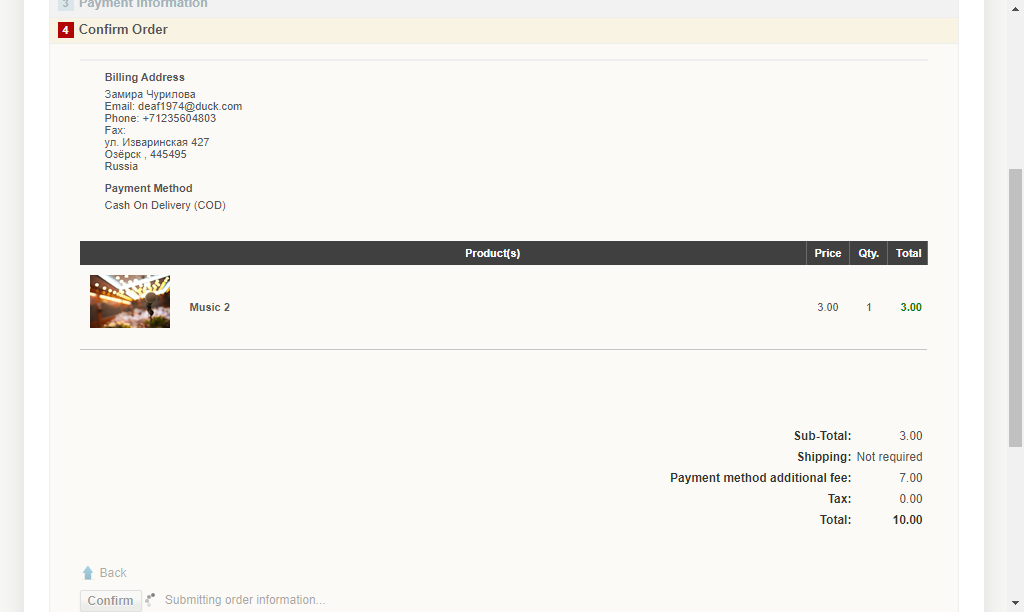 3 Payment Information
4 Confirm Order
Billing Address
Замира Чурилова
Email: deaf1974@duck.com
Phone: +71235604803
Fax:
ул. Изваринская 427
Озёрск , 445495
Russia
Payment Method
Cash On Delivery (COD)
Product(s) Price Qty. Total
Music 2 3.00 1 3.00
Sub-Total: 3.00
Shipping: Not required
Payment method additional fee: 7.00
Tax: 0.00
Total: 10.00
Back
Confirm Submitting order information...